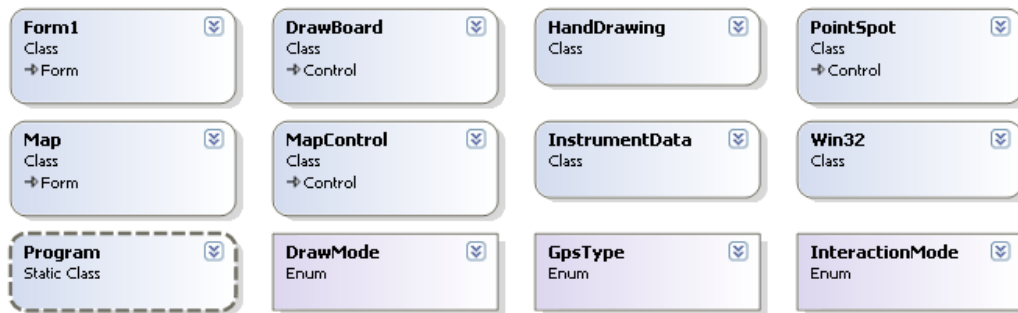 Form1
Class
Form
DrawBoard
Class
Control
HandDrawing
Class
PointSpot
Class
Control
Map
Class
Form
MapControl
Class
Control
InstrumentData
Class
Win32
Class
Program
Static Class
DrawMode
Enum
GpsType
Enum
InteractionMode
Enum